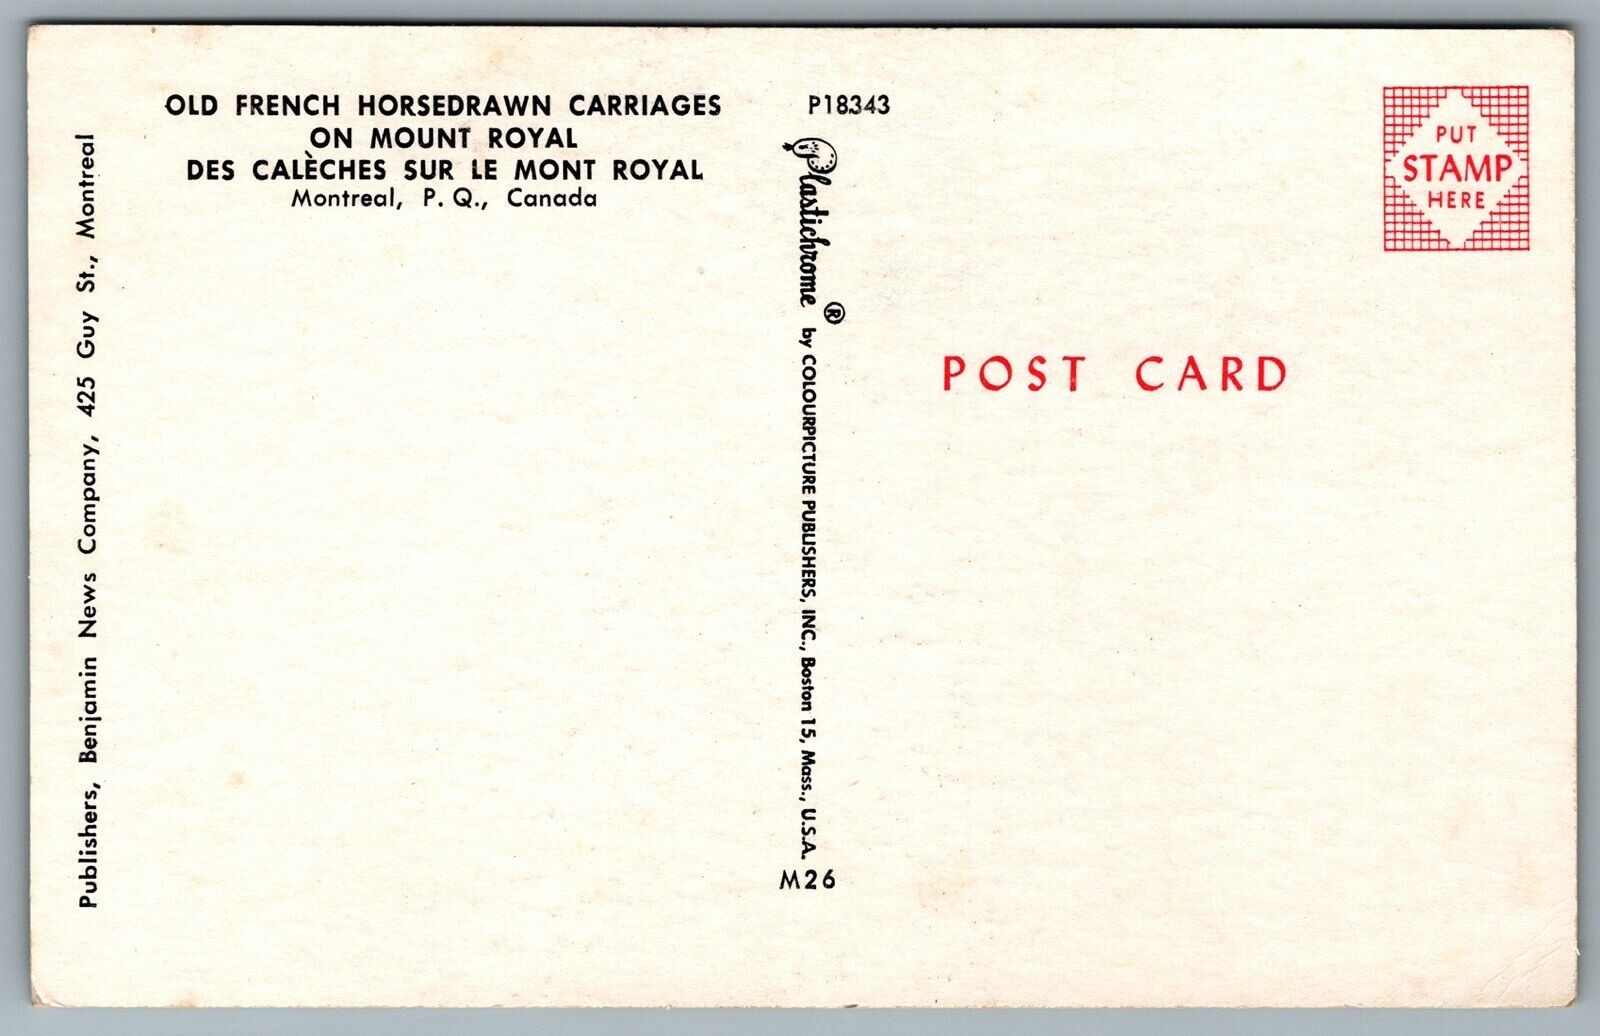 OLD FRENCH HORSEDRAWN CARRIAGES
ON MOUNT ROYAL
DES CALÈCHES SUR LE MONT ROYAL
Montreal, P. Q., Canada
Publishers, Benjamin News Company, 425 Guy St., Montreal
P18343
Plastichrome ® by COLOURPICTURE PUBLISHERS, INC., Boston 15, Mass., U.S.A.
M26
PUT
STAMP
HERE
POST CARD